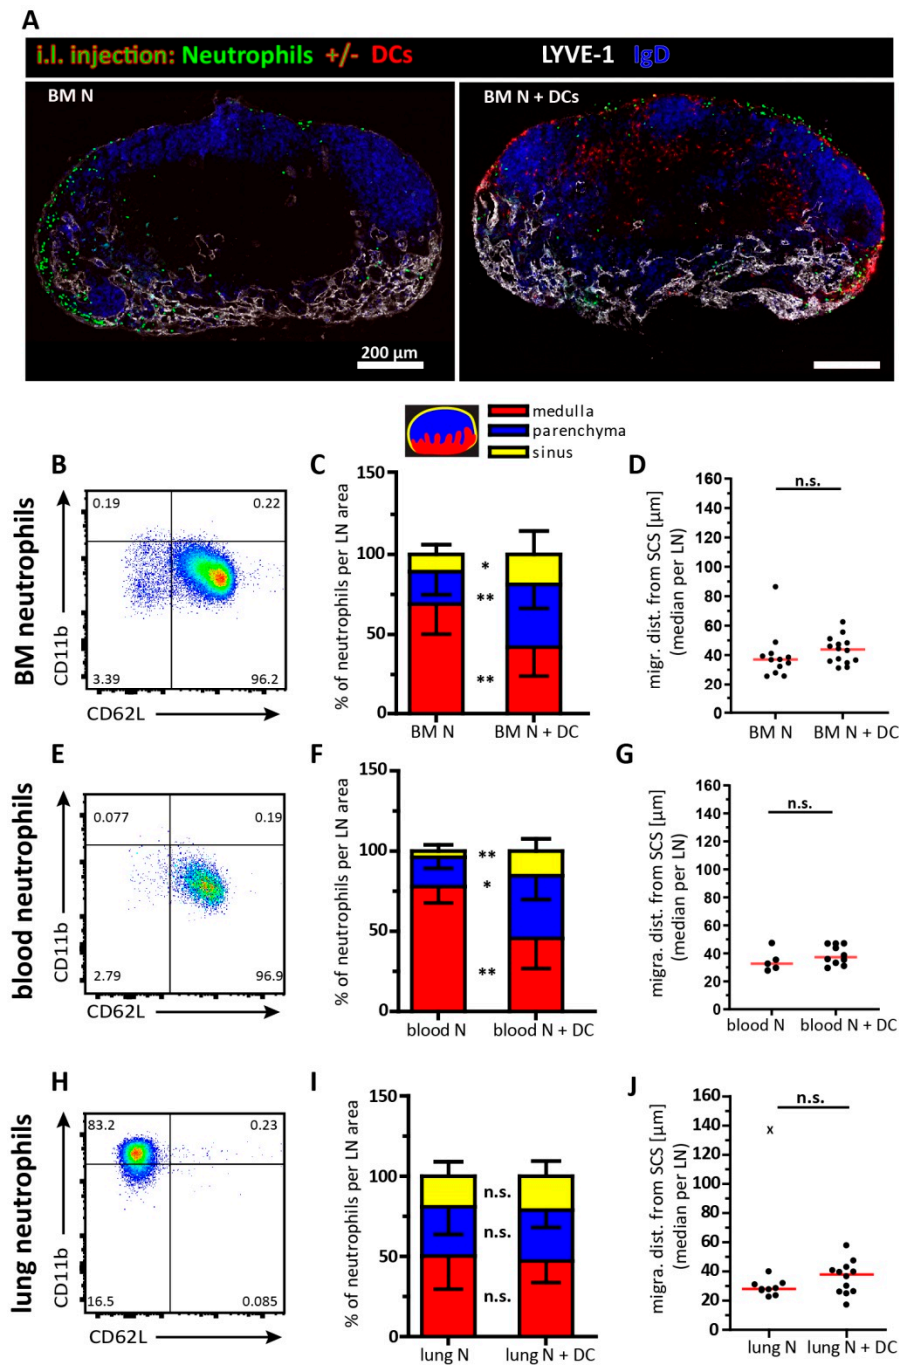 A
i.l. injection: Neutrophils +/- DCs LYVE-1 IgD
BM N
BM N + DCs
200 µm
medulla
parenchyma
sinus
BM neutrophils
B
0.19 0.22
3.39 96.2
CD11b
CD62L
C
% of neutrophils per LN area
150
100
50
0
*
**
**
BM N BM N + DC
D
migr. dist. from SCS [µm]
(median per LN)
160
140
120
100
80
60
40
20
0
n.s.
BM N BM N + DC
blood neutrophils
E
0.077 0.19
2.79 96.9
CD11b
CD62L
F
% of neutrophils per LN area
150
100
50
0
**
*
**
blood N blood N + DC
G
migra. dist. from SCS [µm]
(median per LN)
160
140
120
100
80
60
40
20
0
n.s.
blood N blood N + DC
lung neutrophils
H
83.2 0.23
16.5 0.085
CD11b
CD62L
I
% of neutrophils per LN area
150
100
50
0
n.s.
n.s.
n.s.
lung N lung N + DC
J
migra. dist. from SCS [µm]
(median per LN)
160
140
120
100
80
60
40
20
0
n.s.
x
lung N lung N + DC